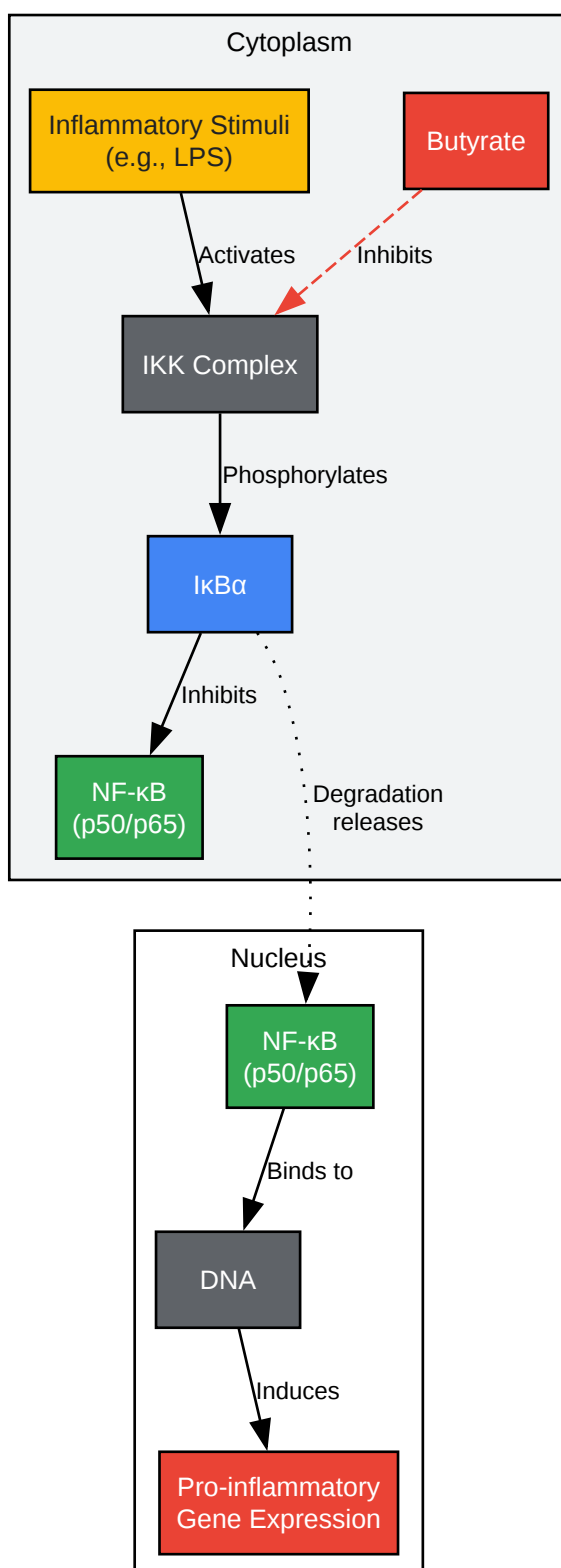 Cytoplasm
Inflammatory Stimuli
(e.g., LPS)
Butyrate
Activates
Inhibits
IKK Complex
Phosphorylates
IκBα
Inhibits
NF-κB
(p50/p65)
Degradation
releases
Nucleus
NF-κB
(p50/p65)
Binds to
DNA
Induces
Pro-inflammatory
Gene Expression